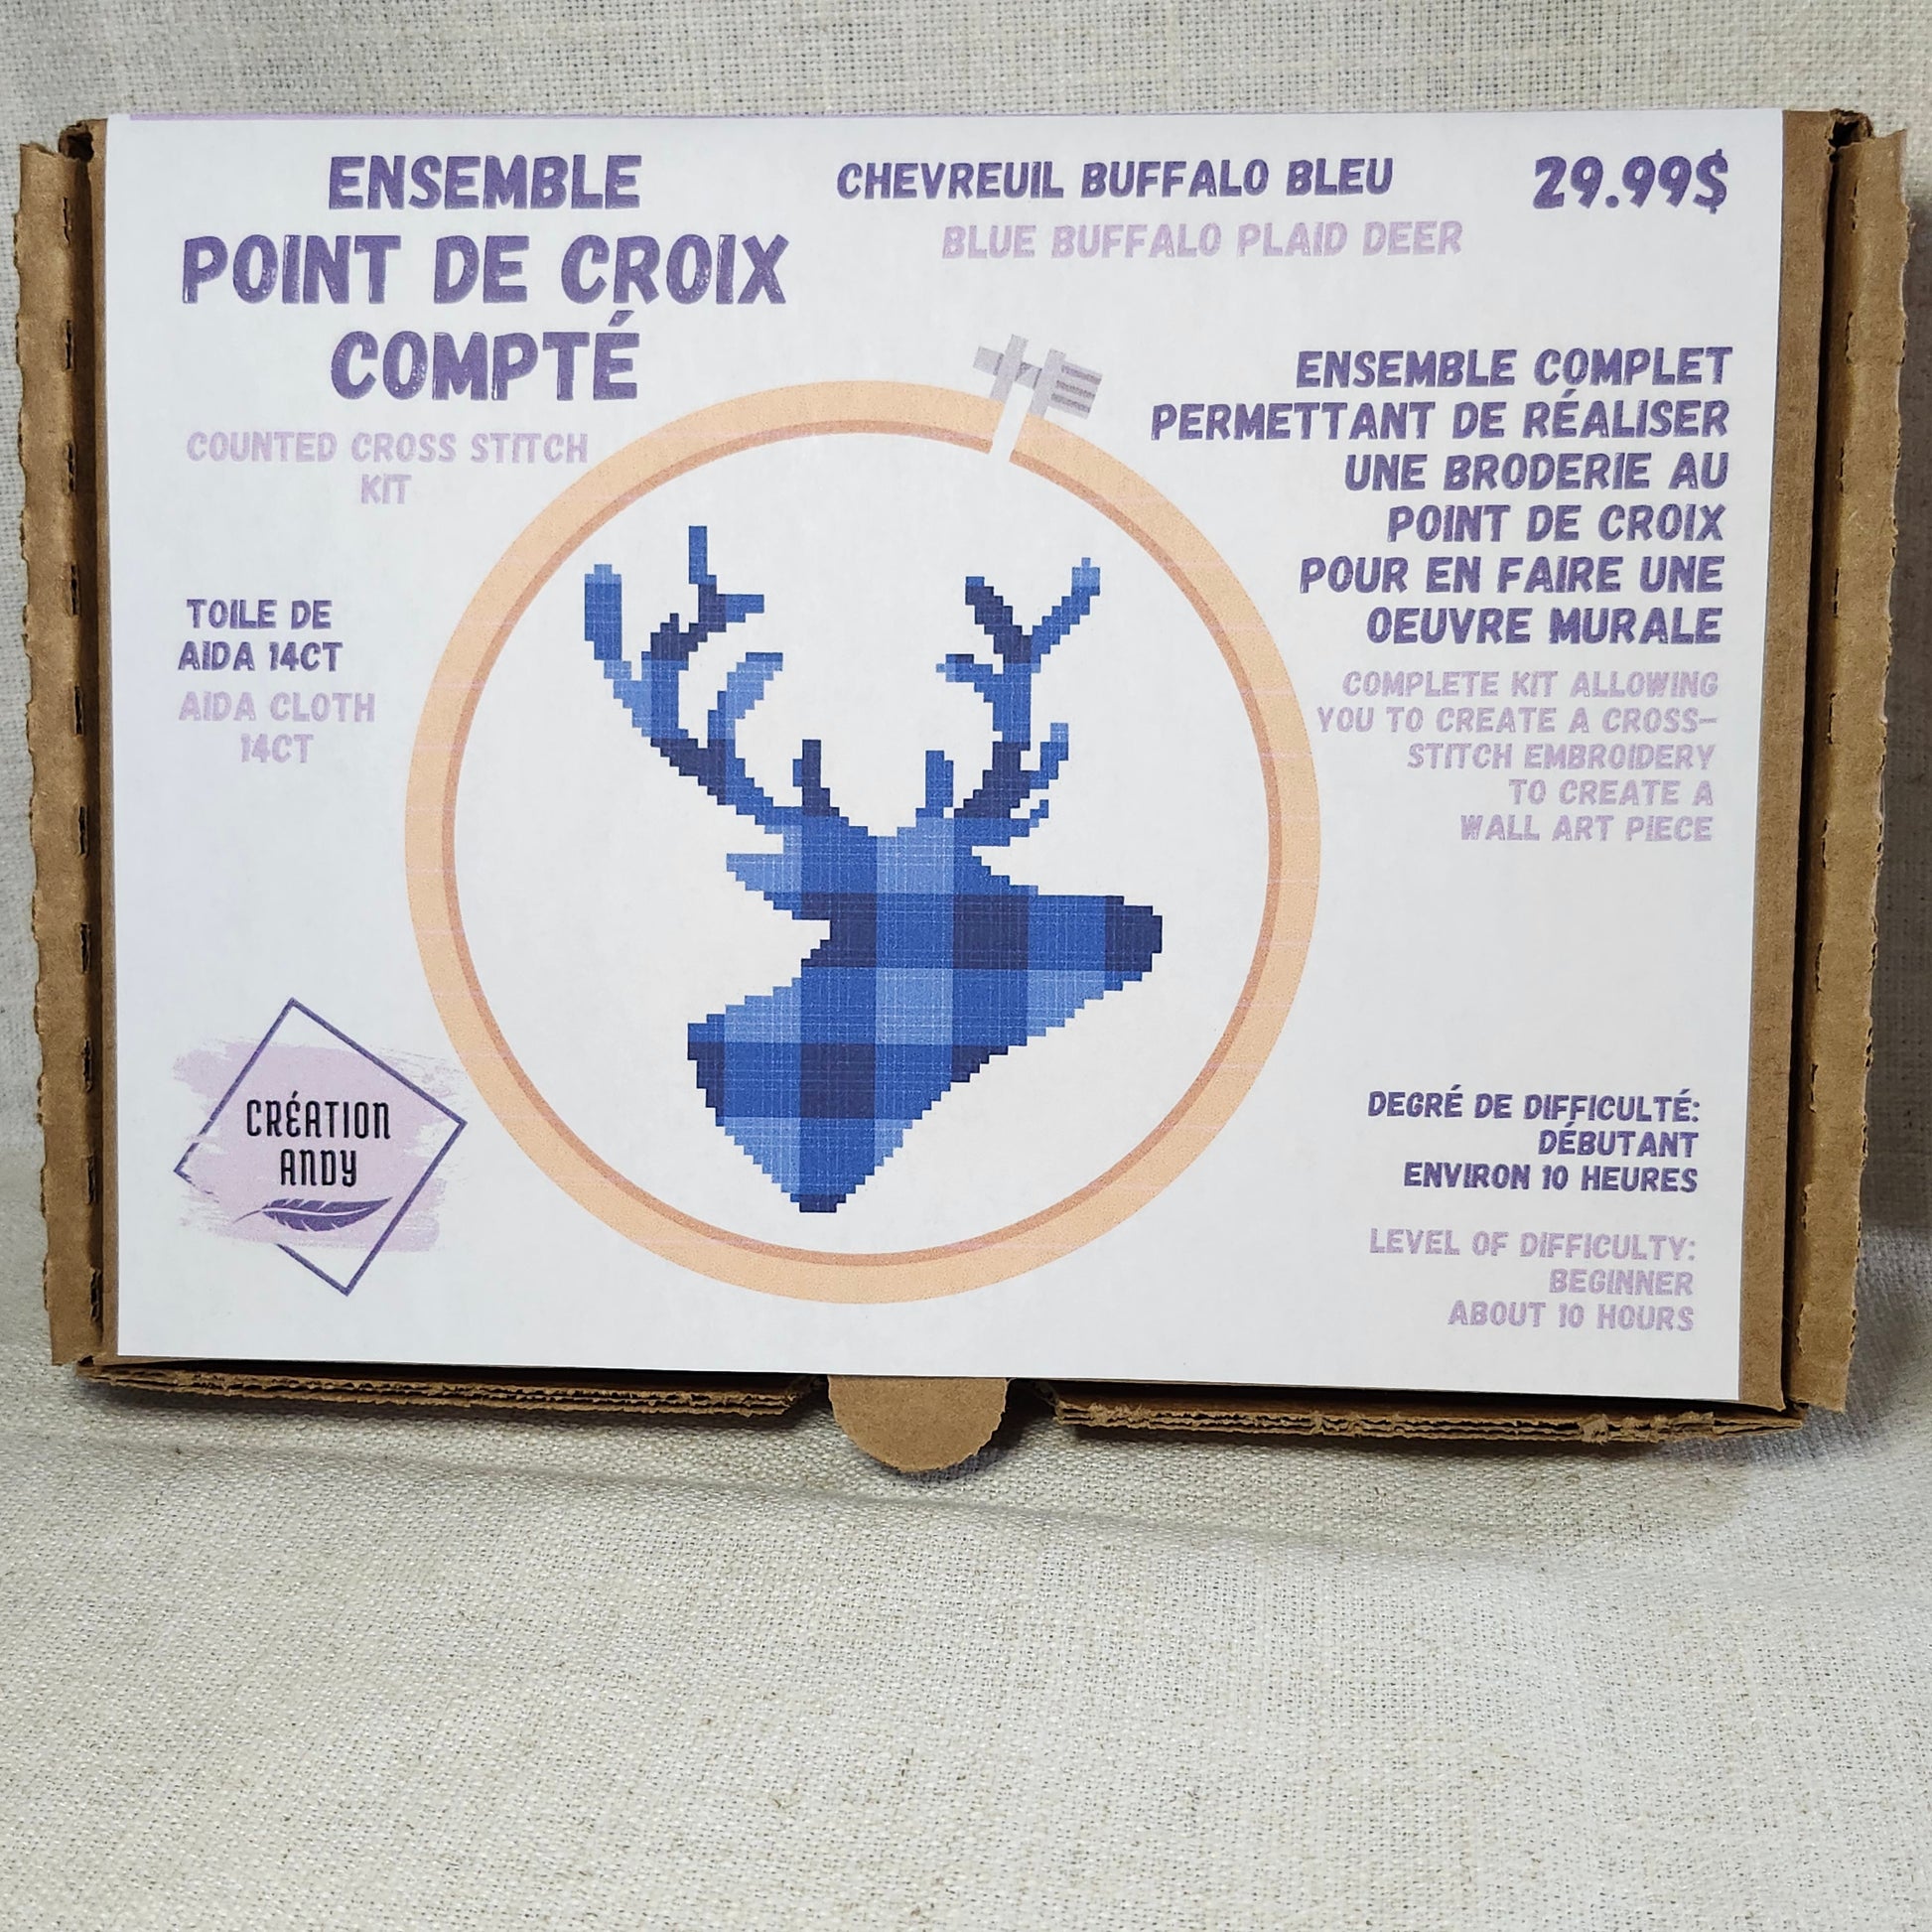 ENSEMBLE
POINT DE CROIX
COMPTÉ
COUNTED CROSS STITCH
KIT
CHEVREUIL BUFFALO BLEU
BLUE BUFFALO PLAID DEER
29.99$
TOILE DE
AIDA 14CT
AIDA CLOTH
14CT
ENSEMBLE COMPLET
PERMETTANT DE RÉALISER
UNE BRODERIE AU
POINT DE CROIX
POUR EN FAIRE UNE
OEUVRE MURALE
COMPLETE KIT ALLOWING
YOU TO CREATE A CROSS-
STITCH EMBROIDERY
TO CREATE A
WALL ART PIECE
CRÉATION
ANDY
DEGRÉ DE DIFFICULTÉ:
DÉBUTANT
ENVIRON 10 HEURES
LEVEL OF DIFFICULTY:
BEGINNER
ABOUT 10 HOURS